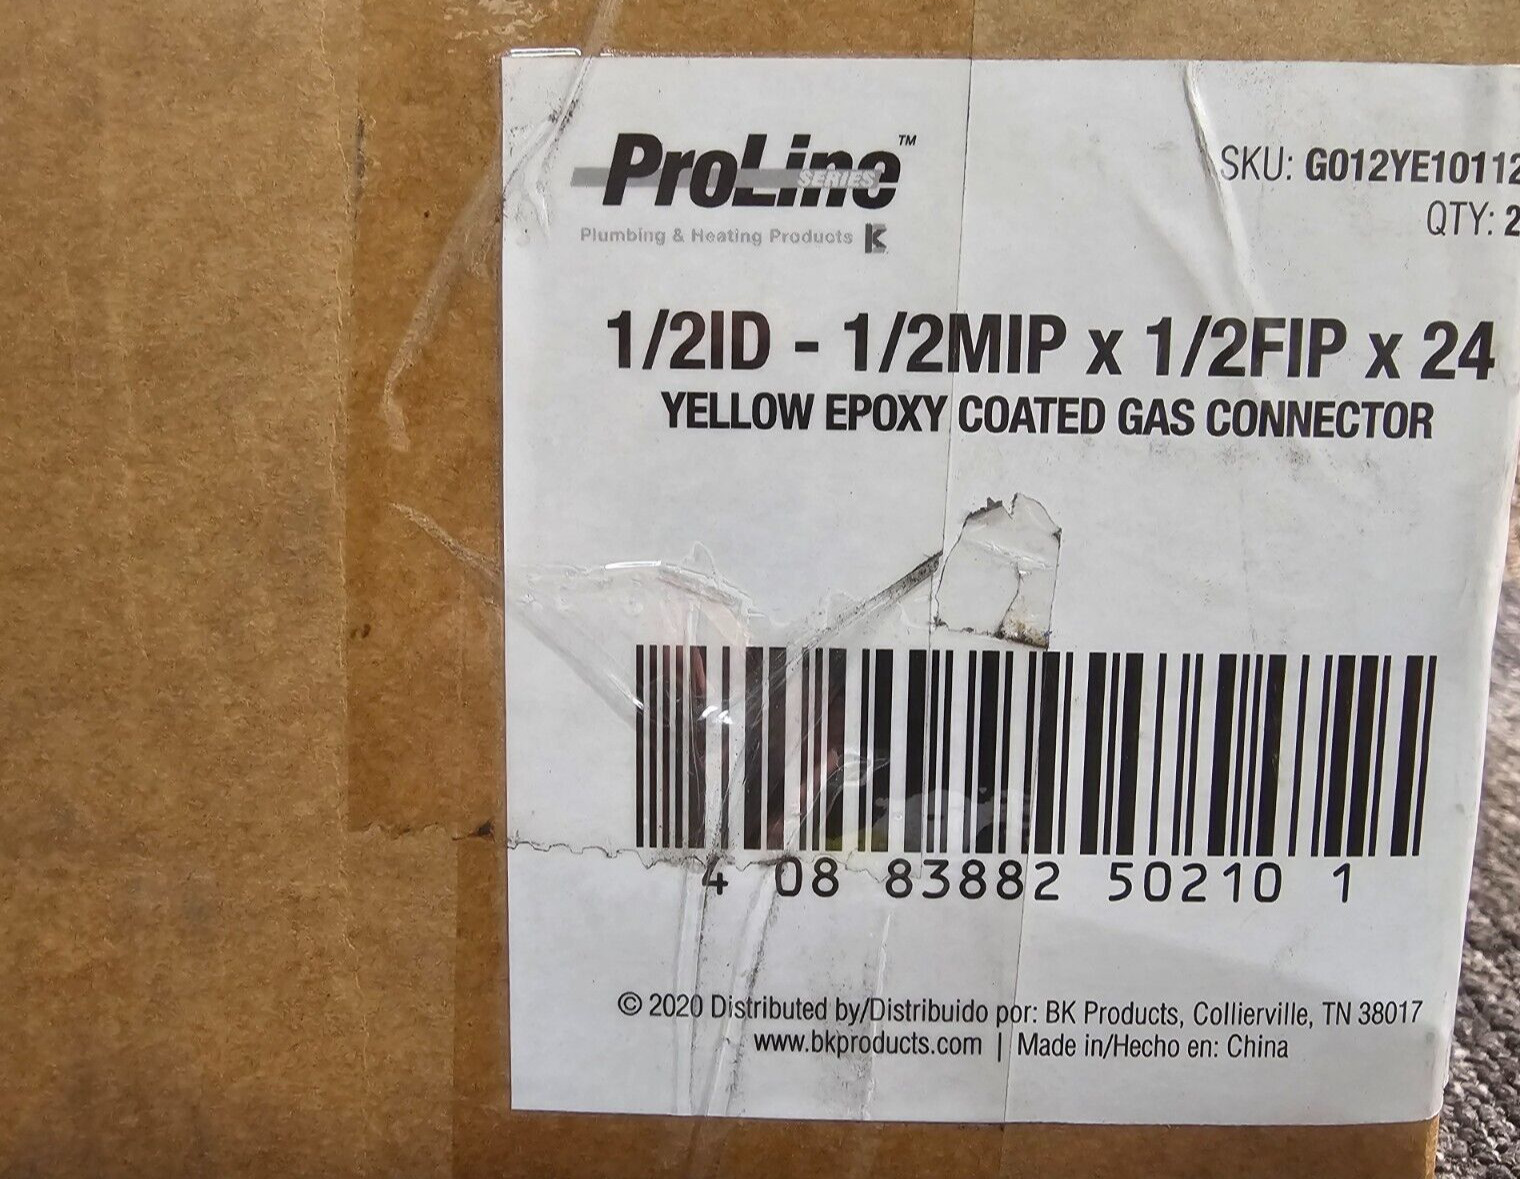 ProLine™
SERIES
Plumbing & Heating Products
SKU: G012YE10112
QTY: 2
1/2ID - 1/2MIP x 1/2FIP x 24
YELLOW EPOXY COATED GAS CONNECTOR
4 08 83882 50210 1
© 2020 Distributed by/Distribuido por: BK Products, Collierville, TN 38017
www.bkproducts.com | Made in/Hecho en: China